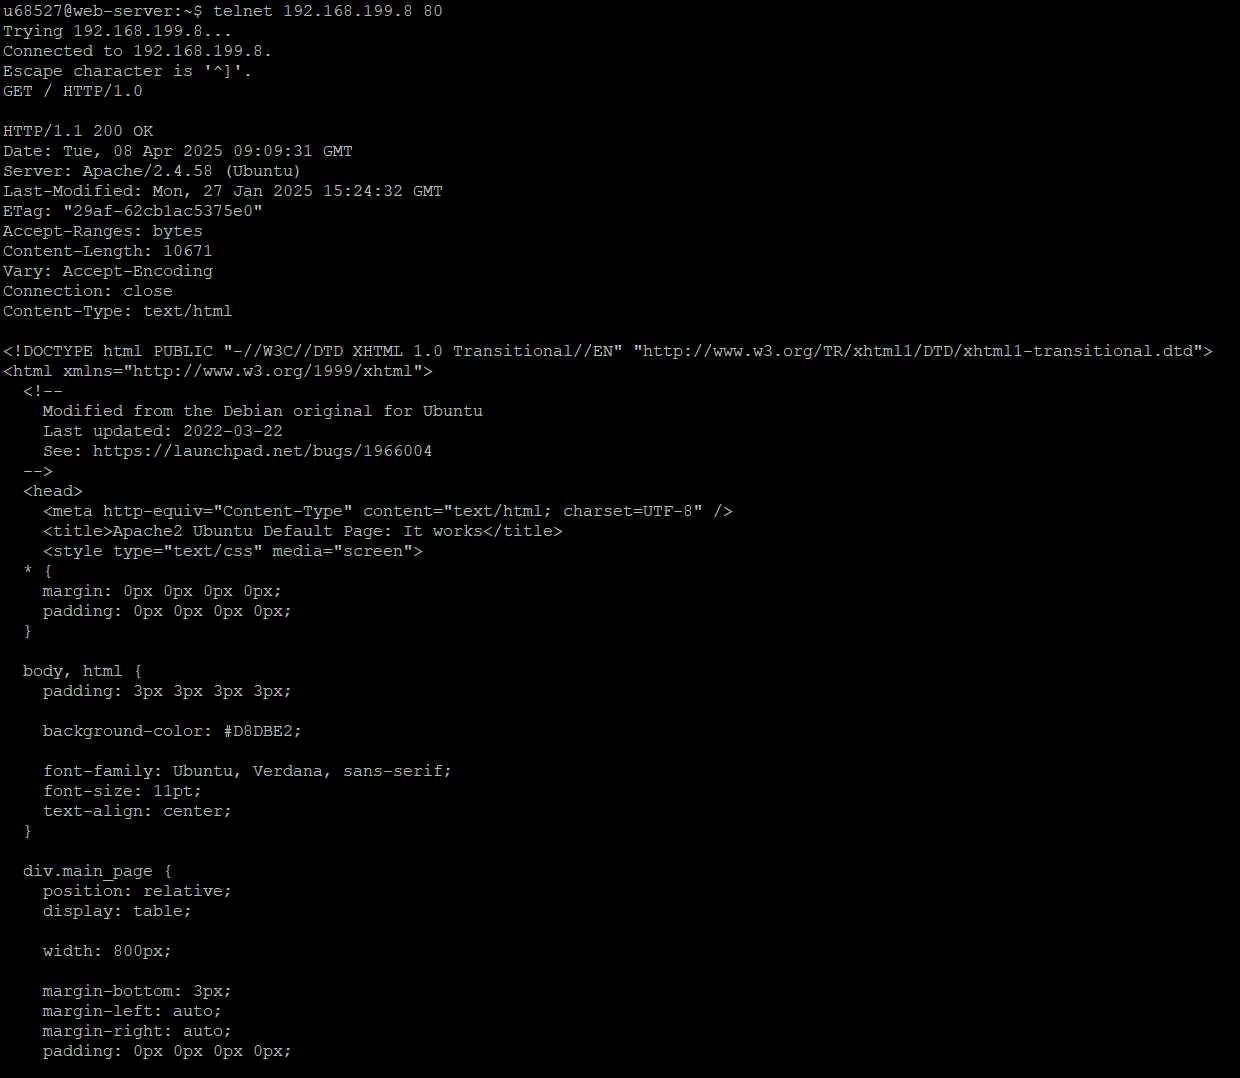 u68527@web-server:~$ telnet 192.168.199.8 80
Trying 192.168.199.8...
Connected to 192.168.199.8.
Escape character is '^]'.
GET / HTTP/1.0

HTTP/1.1 200 OK
Date: Tue, 08 Apr 2025 09:09:31 GMT
Server: Apache/2.4.58 (Ubuntu)
Last-Modified: Mon, 27 Jan 2025 15:24:32 GMT
ETag: "29af-62cb1ac5375e0"
Accept-Ranges: bytes
Content-Length: 10671
Vary: Accept-Encoding
Connection: close
Content-Type: text/html

<!DOCTYPE html PUBLIC "-//W3C//DTD XHTML 1.0 Transitional//EN" "http://www.w3.org/TR/xhtml1/DTD/xhtml1-transitional.dtd">
<html xmlns="http://www.w3.org/1999/xhtml">
  <!--
    Modified from the Debian original for Ubuntu
    Last updated: 2022-03-22
    See: https://launchpad.net/bugs/1966004
  -->
  <head>
    <meta http-equiv="Content-Type" content="text/html; charset=UTF-8" />
    <title>Apache2 Ubuntu Default Page: It works</title>
    <style type="text/css" media="screen">
  * {
    margin: 0px 0px 0px 0px;
    padding: 0px 0px 0px 0px;
  }

  body, html {
    padding: 3px 3px 3px 3px;

    background-color: #D8DBE2;

    font-family: Ubuntu, Verdana, sans-serif;
    font-size: 11pt;
    text-align: center;
  }

  div.main_page {
    position: relative;
    display: table;

    width: 800px;

    margin-bottom: 3px;
    margin-left: auto;
    margin-right: auto;
    padding: 0px 0px 0px 0px;